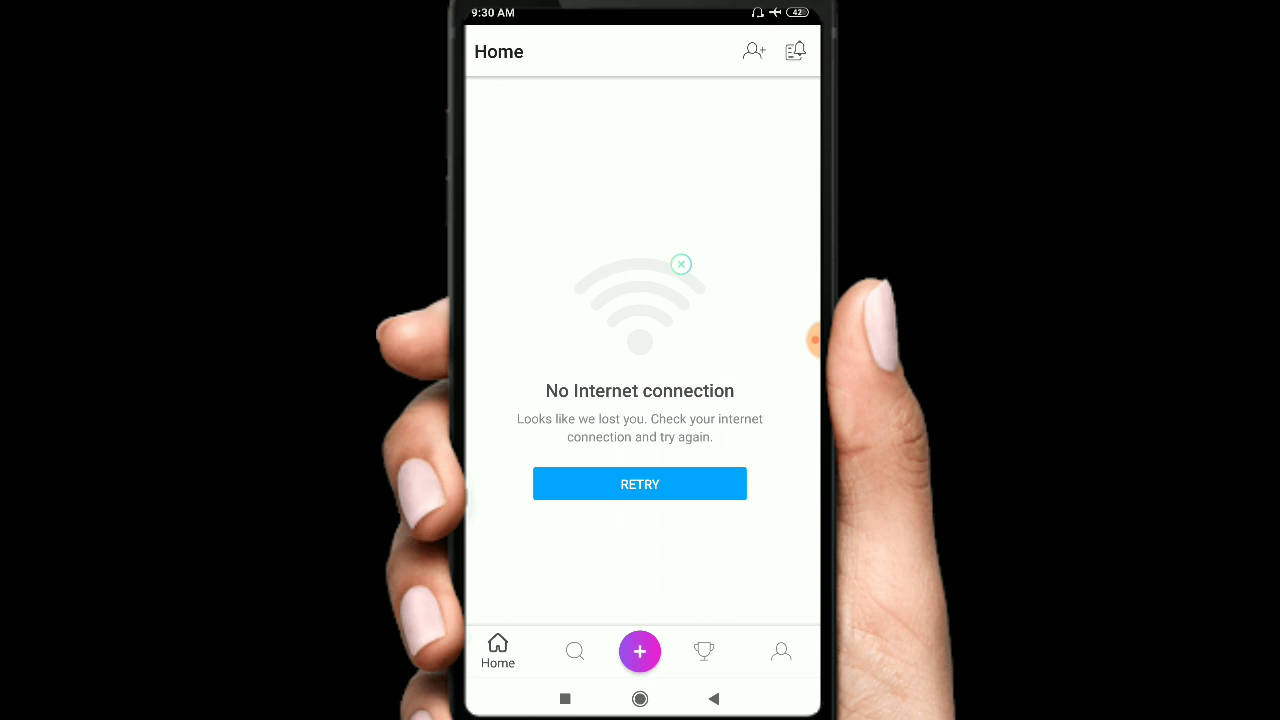 9:30 AM
42
Home
No Internet connection
Looks like we lost you. Check your internet
connection and try again.
RETRY
Home